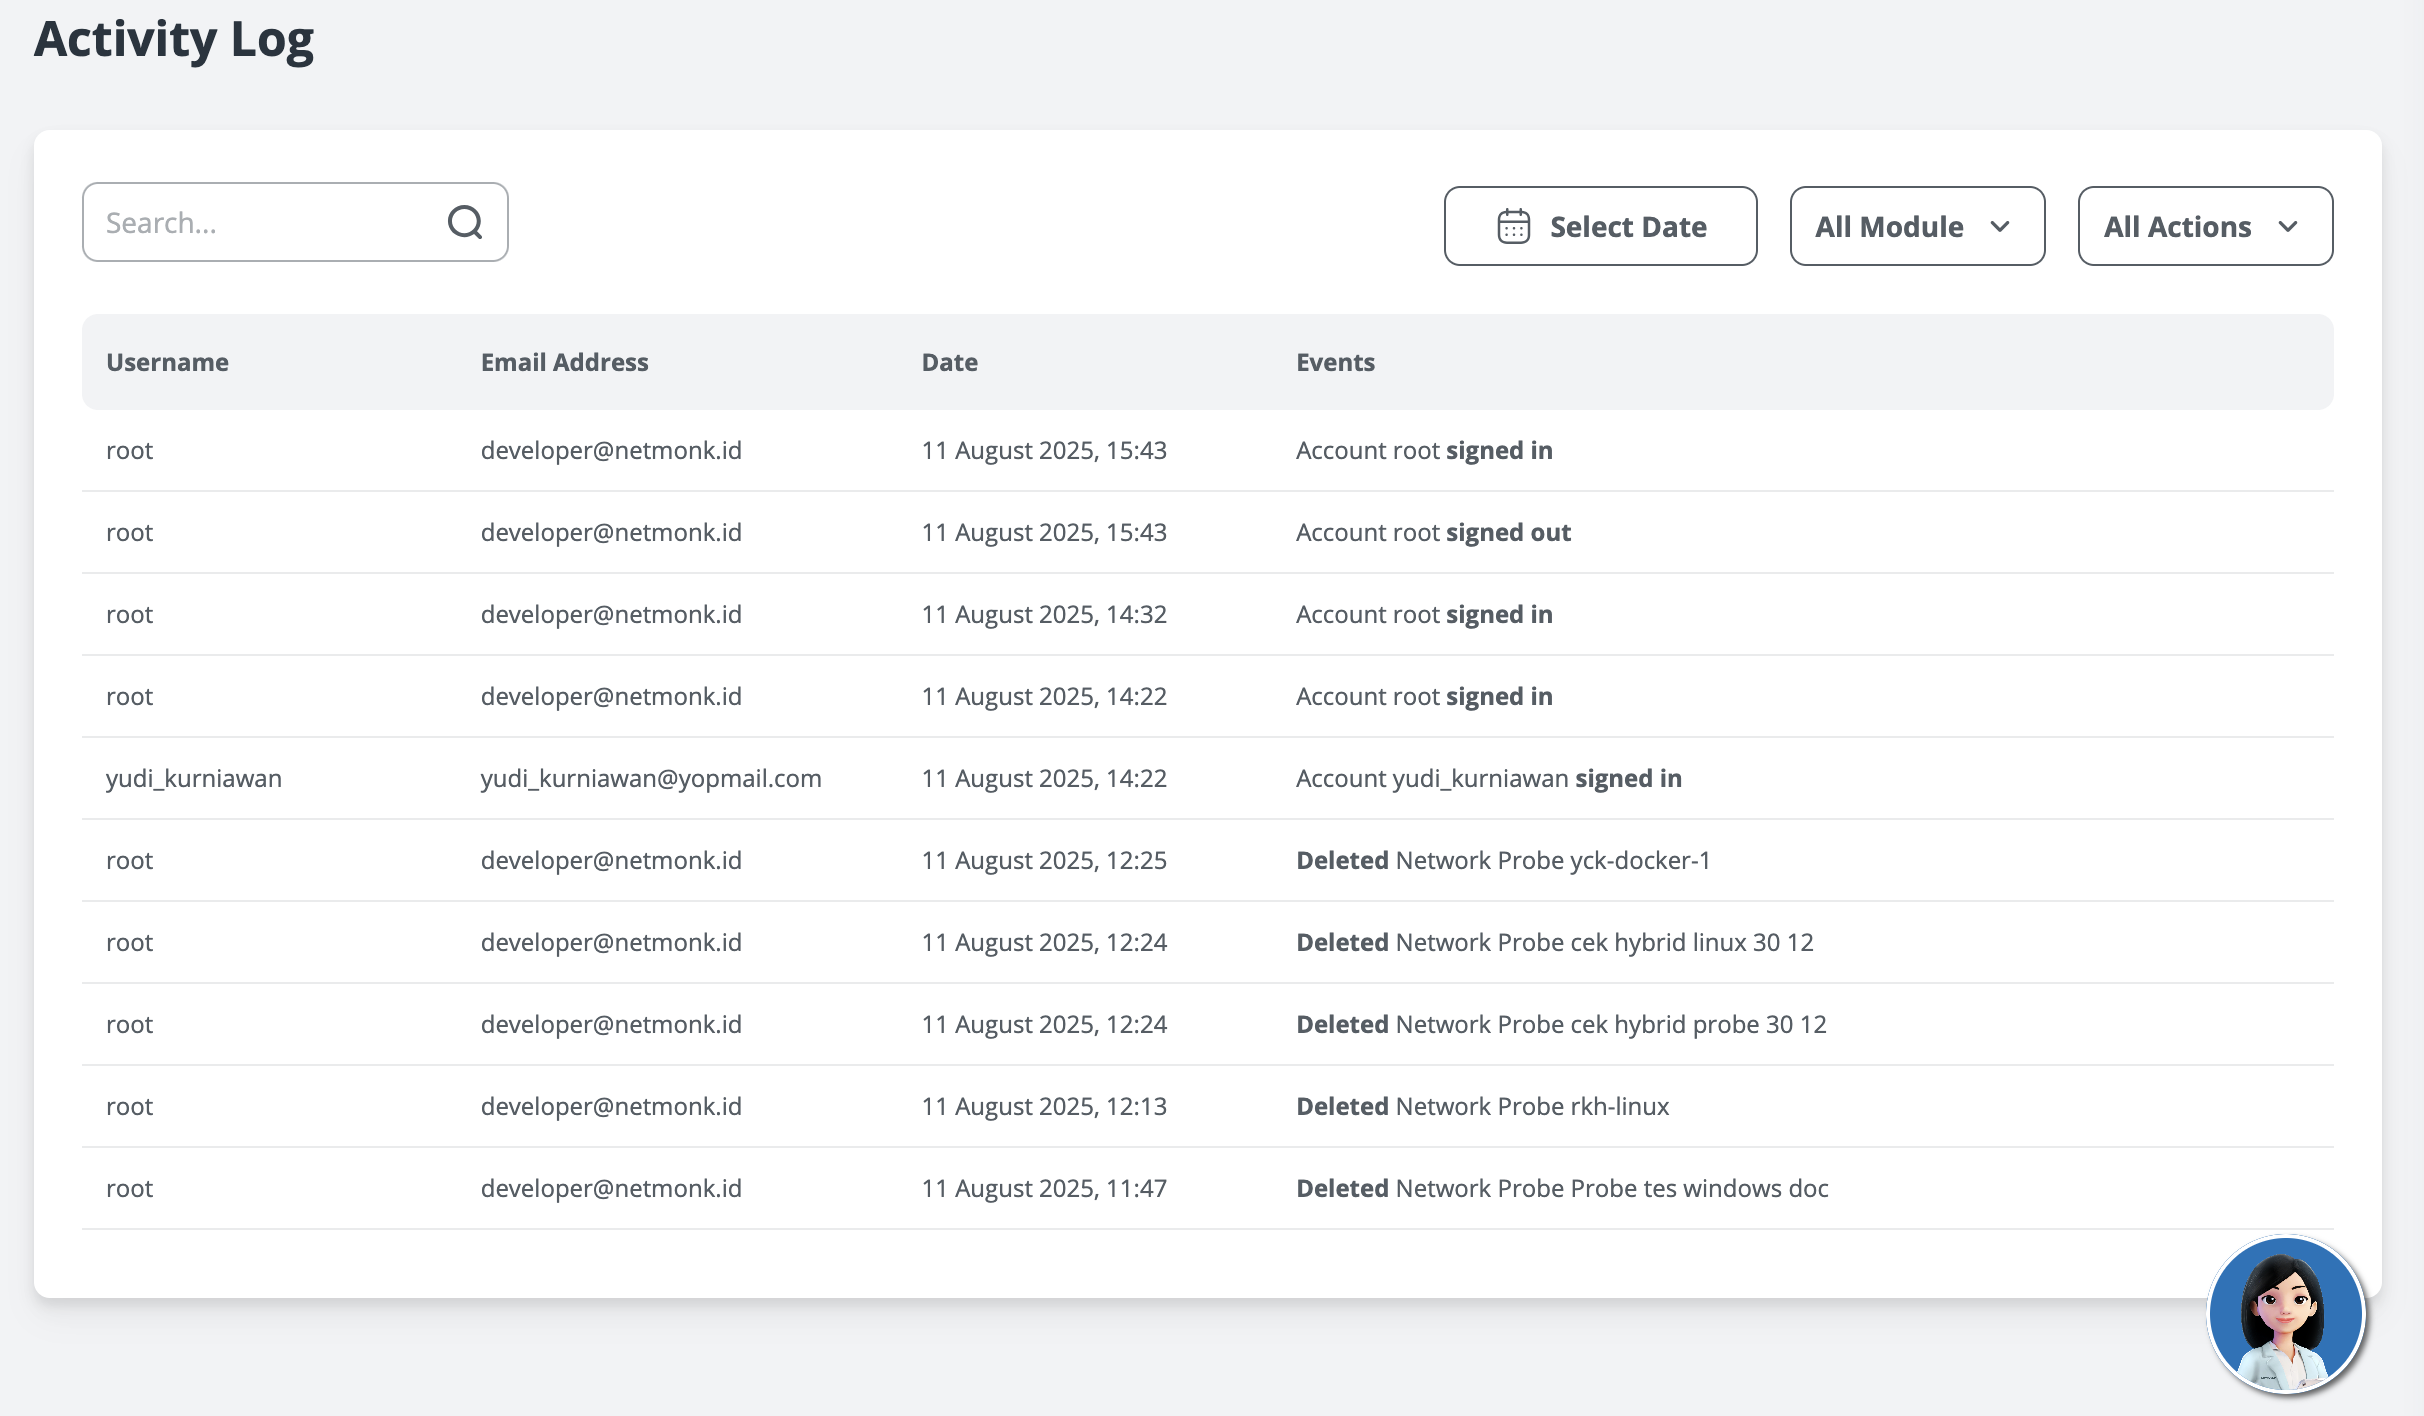 Activity Log
Search...
Select Date
All Module
All Actions
Username Email Address Date Events
root developer@netmonk.id 11 August 2025, 15:43 Account root signed in
root developer@netmonk.id 11 August 2025, 15:43 Account root signed out
root developer@netmonk.id 11 August 2025, 14:32 Account root signed in
root developer@netmonk.id 11 August 2025, 14:22 Account root signed in
yudi_kurniawan yudi_kurniawan@yopmail.com 11 August 2025, 14:22 Account yudi_kurniawan signed in
root developer@netmonk.id 11 August 2025, 12:25 Deleted Network Probe yck-docker-1
root developer@netmonk.id 11 August 2025, 12:24 Deleted Network Probe cek hybrid linux 30 12
root developer@netmonk.id 11 August 2025, 12:24 Deleted Network Probe cek hybrid probe 30 12
root developer@netmonk.id 11 August 2025, 12:13 Deleted Network Probe rkh-linux
root developer@netmonk.id 11 August 2025, 11:47 Deleted Network Probe Probe tes windows doc